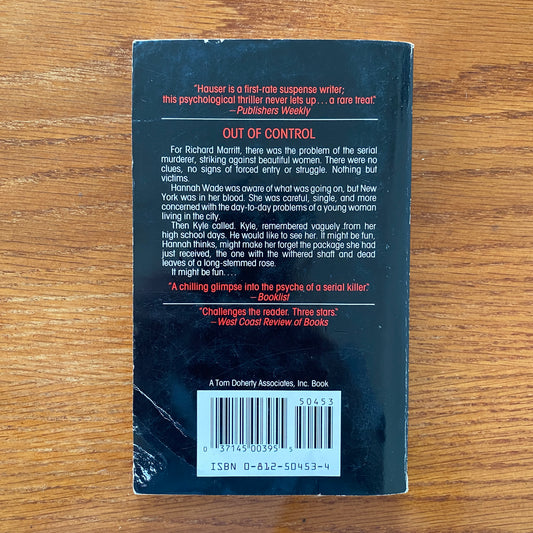 "Hauser is a first-rate suspense writer;
this psychological thriller never lets up...a rare treat."
—Publishers Weekly
OUT OF CONTROL
For Richard Marritt, there was the problem of the serial
murderer, striking against beautiful women. There were no
clues, no signs of forced entry or struggle. Nothing but
victims.
Hannah Wade was aware of what was going on, but New
York was in her blood. She was careful, single, and more
concerned with the day-to-day problems of a young woman
living in the city.
Then Kyle called. Kyle, remembered vaguely from her
high school days. He would like to see her. It might be fun,
Hannah thinks, might make her forget the package she had
just received, the one with the withered shaft and dead
leaves of a long-stemmed rose.
It might be fun....
"A chilling glimpse into the psyche of a serial killer."
—Booklist
"Challenges the reader. Three stars."
—West Coast Review of Books
A Tom Doherty Associates, Inc. Book
50453
0 37145 00395 5
ISBN 0-812-50453-4